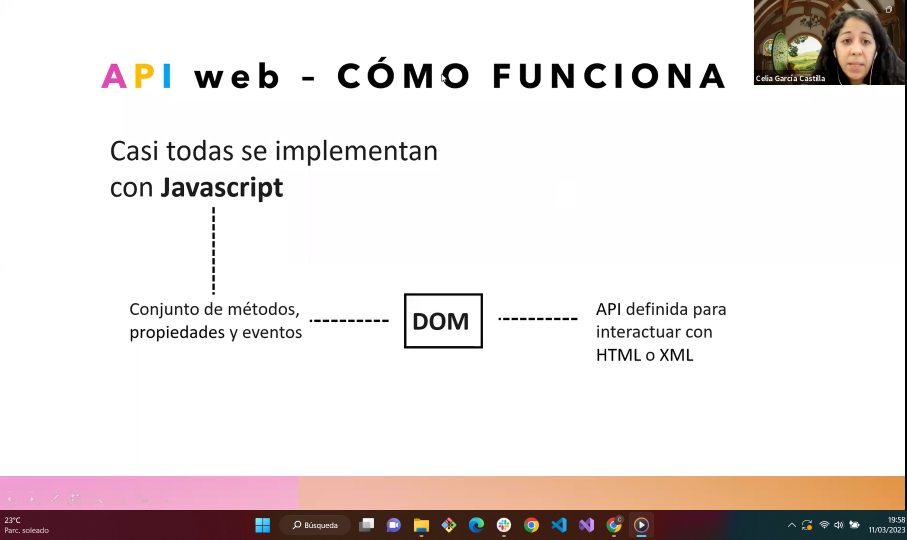 API web – CÓMO FUNCIONA
Celia García Castilla
Casi todas se implementan
con Javascript
Conjunto de métodos,
propiedades y eventos
DOM
API definida para
interactuar con
HTML o XML
23°C
Parc. soleado
Búsqueda
19:58
11/03/2023